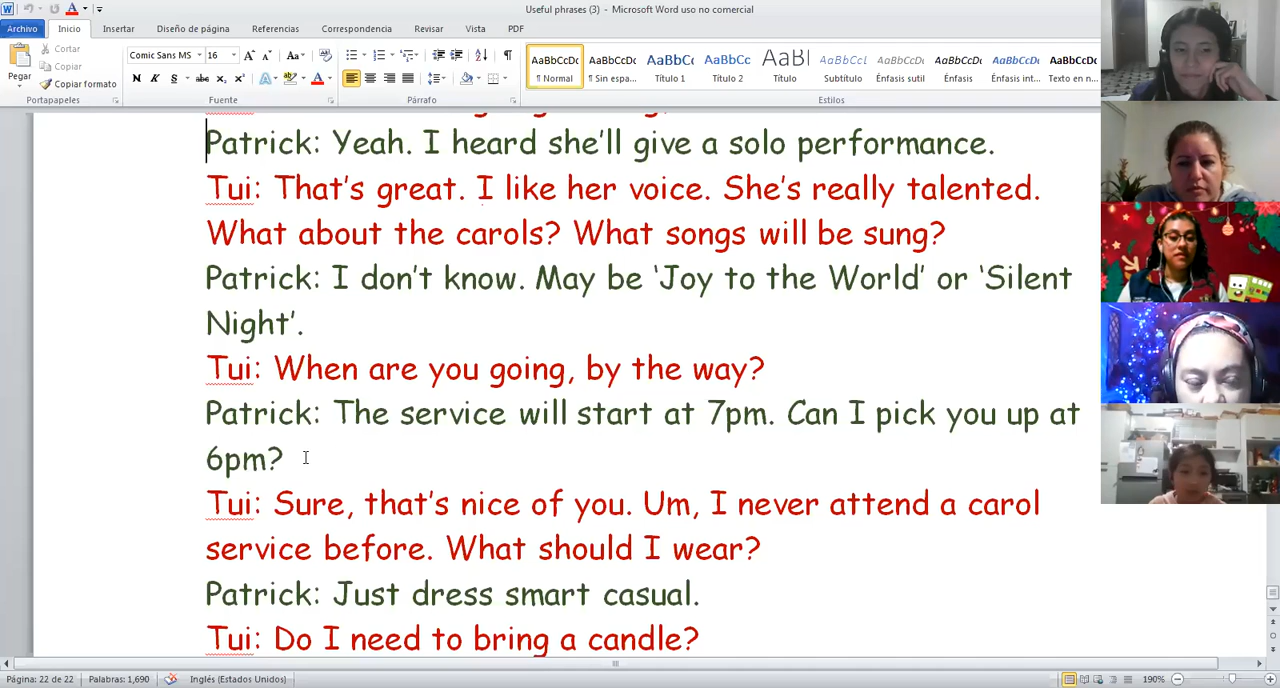 Useful phrases (3) - Microsoft Word uso no comercial
Archivo Inicio Insertar Diseño de página Referencias Correspondencia Revisar Vista PDF
Pegar
Cortar
Copiar
Copiar formato
Portapapeles
Comic Sans MS 16
N K S abc x₂ x²
Fuente
Párrafo
AaBbCcDc AaBbCcDc AaBbC AaBbCc AaBl AaBbCcL AaBbCcDc AaBbCcDc AaBbCcDc AaBbCcDc
¶ Normal ¶ Sin espa... Título 1 Título 2 Título Subtítulo Énfasis sutil Énfasis Énfasis int... Texto en n...
Estilos
Patrick: Yeah. I heard she'll give a solo performance.
Tui: That's great. I like her voice. She's really talented.
What about the carols? What songs will be sung?
Patrick: I don't know. May be ‘Joy to the World’ or ‘Silent
Night’.
Tui: When are you going, by the way?
Patrick: The service will start at 7pm. Can I pick you up at
6pm?
Tui: Sure, that's nice of you. Um, I never attend a carol
service before. What should I wear?
Patrick: Just dress smart casual.
Tui: Do I need to bring a candle?
Página: 22 de 22 Palabras: 1,690 Inglés (Estados Unidos) 190%